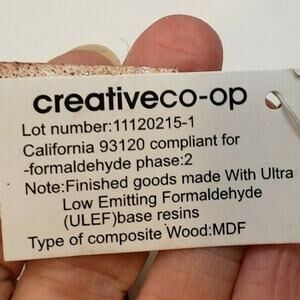 creativeco-op
Lot number:11120215-1
California 93120 compliant for
-formaldehyde phase:2
Note:Finished goods made With Ultra
Low Emitting Formaldehyde
(ULEF)base resins
Type of composite Wood:MDF